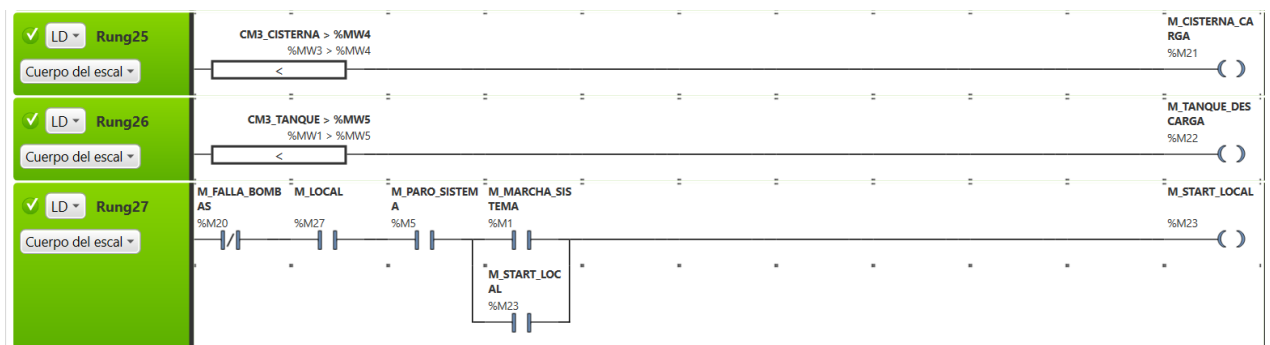 LD Rung25
Cuerpo del escal
CM3_CISTERNA > %MW4
%MW3 > %MW4
<
M_CISTERNA_CA
RGA
%M21
LD Rung26
Cuerpo del escal
CM3_TANQUE > %MW5
%MW1 > %MW5
<
M_TANQUE_DES
CARGA
%M22
LD Rung27
Cuerpo del escal
M_FALLA_BOMB
AS
%M20
M_LOCAL
%M27
M_PARO_SISTEM
A
%M5
M_MARCHA_SIS
TEMA
%M1
M_START_LOCAL
%M23
M_START_LOC
AL
%M23